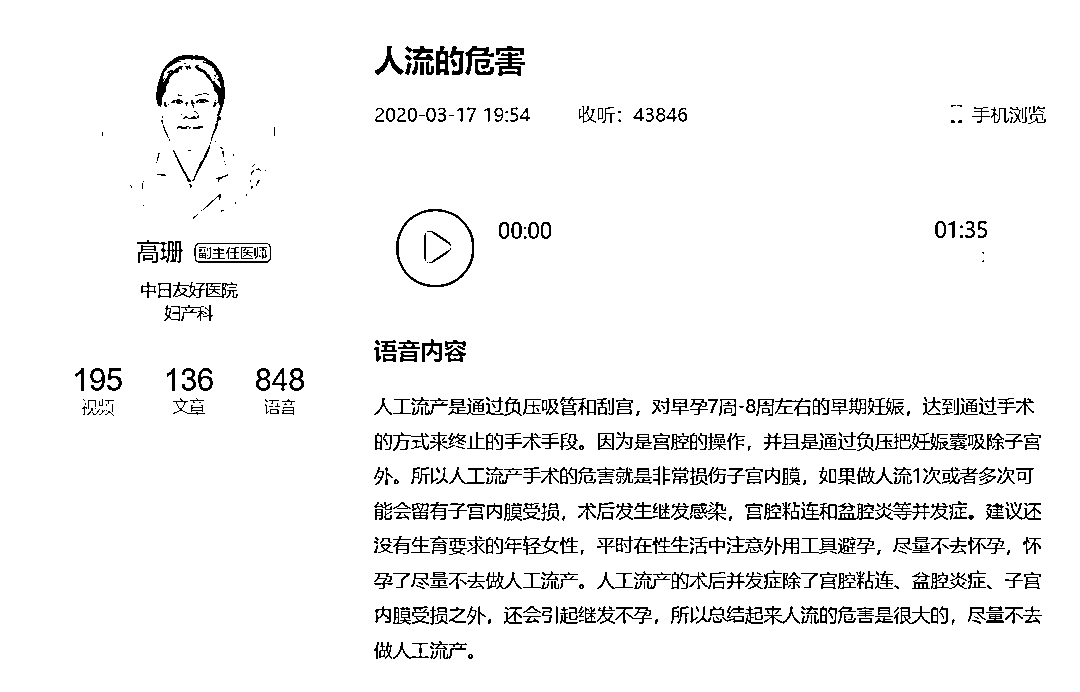 人流的危害
2020-03-17 19:54 收听：43846 手机浏览
00:00 01:35
高珊 副主任医师
中日友好医院
妇产科
195 136 848
视频 文章 语音
语音内容
人工流产是通过负压吸管和刮宫，对早孕7周-8周左右的早期妊娠，达到通过手术
的方式来终止的手术手段。因为是宫腔的操作，并且是通过负压把妊娠囊吸除子宫
外。所以人工流产手术的危害就是非常损伤子宫内膜，如果做人流1次或者多次可
能会留有子宫内膜受损，术后发生继发感染，宫腔粘连和盆腔炎等并发症。建议还
没有生育要求的年轻女性，平时在性生活中注意外用工具避孕，尽量不去怀孕，怀
孕了尽量不去做人工流产。人工流产的术后并发症除了宫腔粘连、盆腔炎症、子宫
内膜受损之外，还会引起继发不孕，所以总结起来人流的危害是很大的，尽量不去
做人工流产。